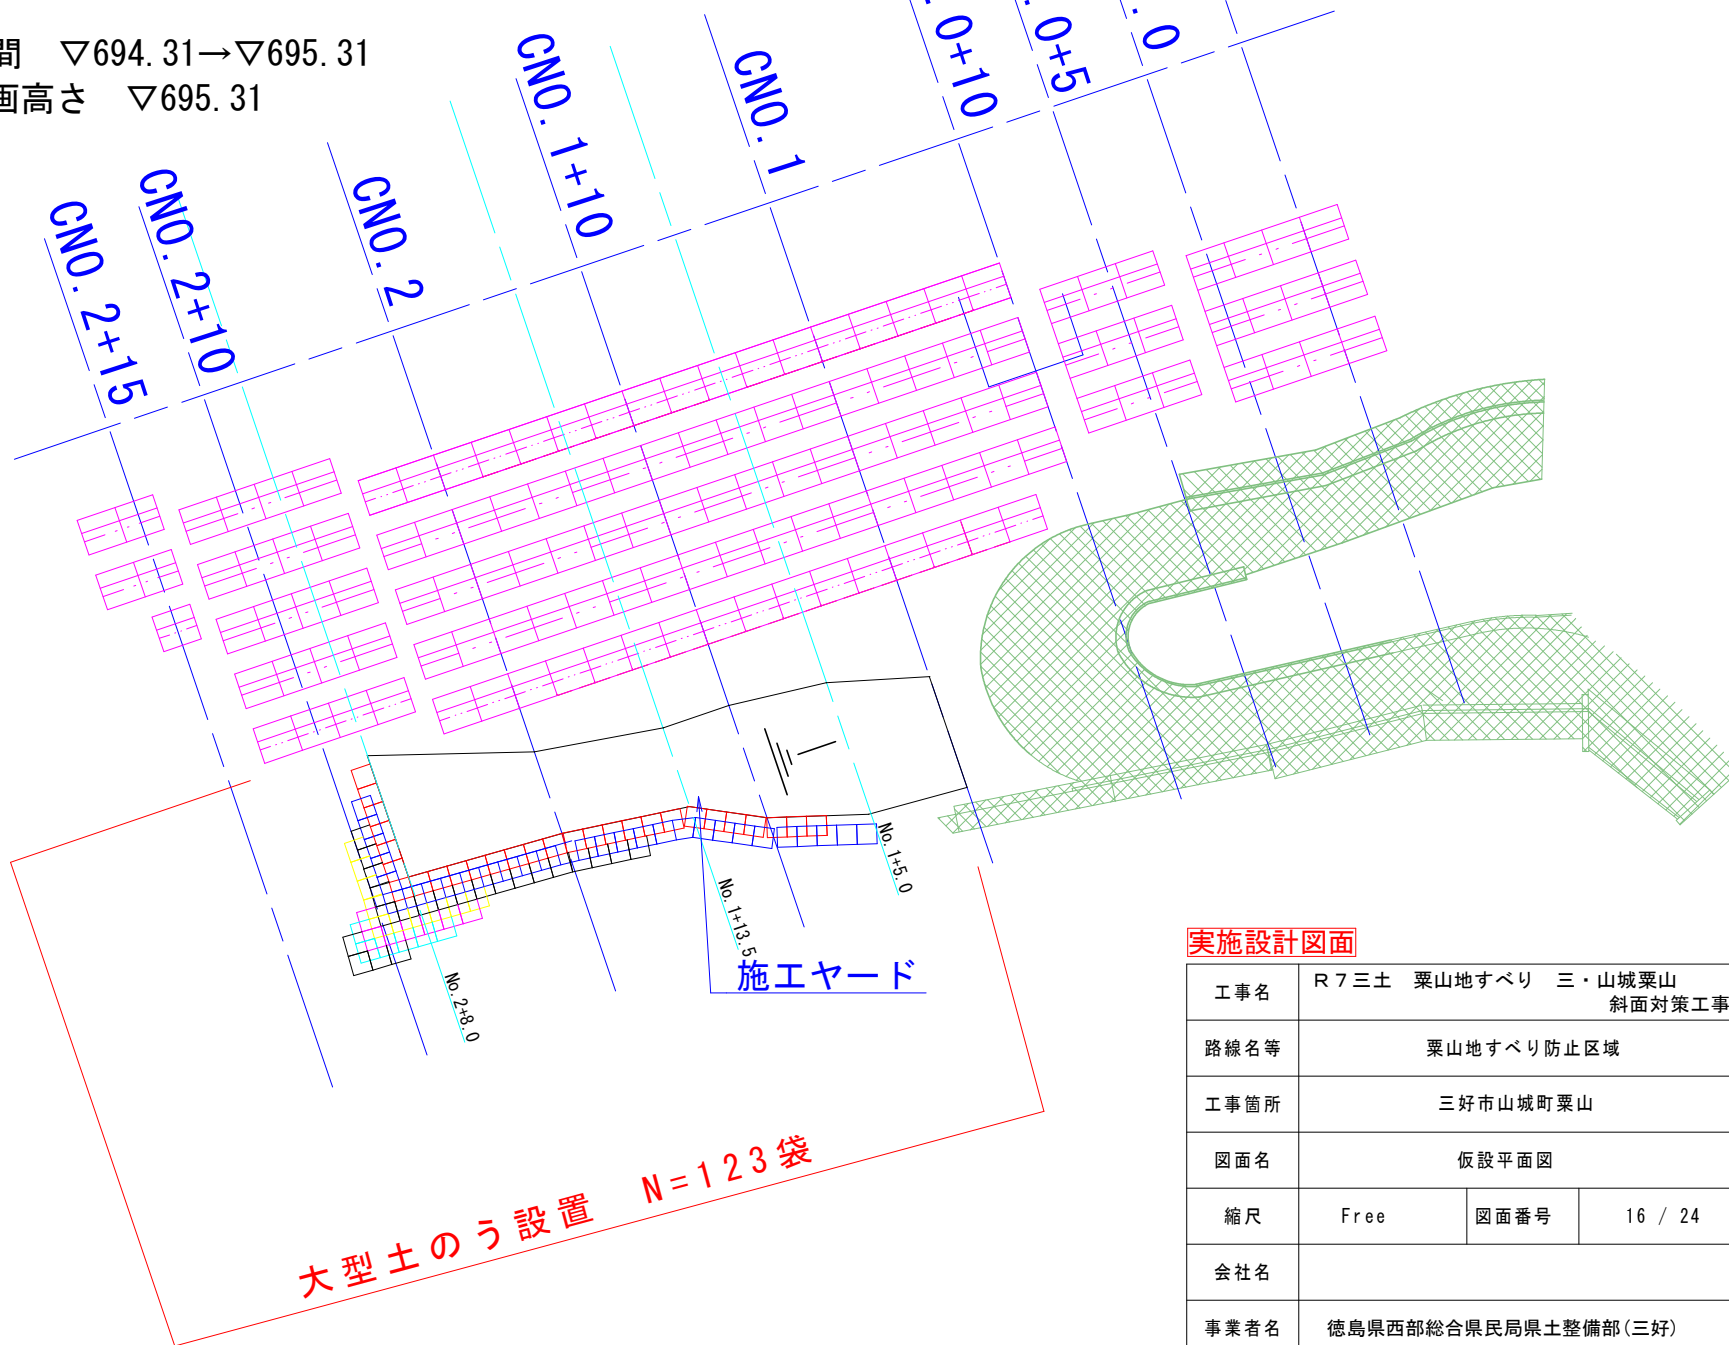 間　▽694.31→▽695.31
画高さ　▽695.31
CNO.2+15
CNO.2+10
CNO.2
CNO.1+10
CNO.1
.0+10
.0+5
.0
No.1+5.0
No.1+13.5
No.2+8.0
施工ヤード
大型土のう設置　N=123袋
実施設計図面
工事名　R7三土　粟山地すべり　三・山城粟山
斜面対策工事
路線名等　粟山地すべり防止区域
工事箇所　三好市山城町粟山
図面名　仮設平面図
縮尺　Free　図面番号　16 / 24
会社名
事業者名　徳島県西部総合県民局県土整備部(三好)